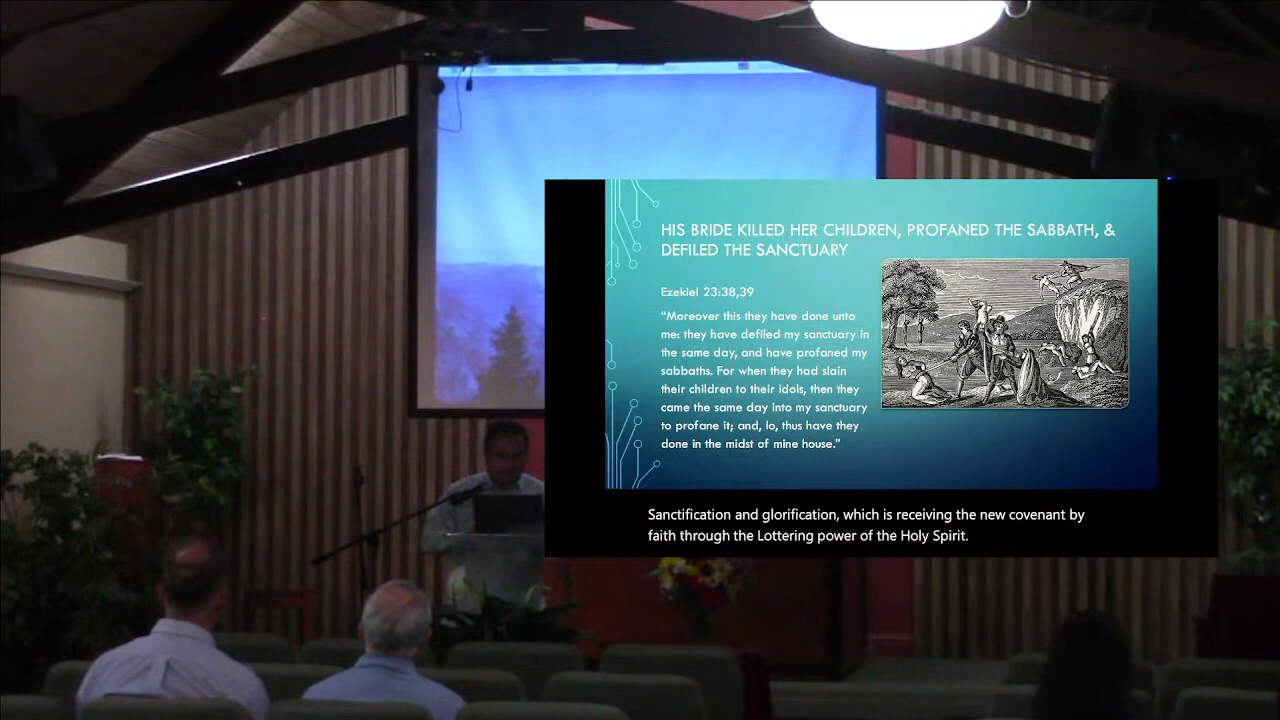 HIS BRIDE KILLED HER CHILDREN, PROFANED THE SABBATH, &
DEFILED THE SANCTUARY
Ezekiel 23:38,39
“Moreover this they have done unto
me: they have defiled my sanctuary in
the same day, and have profaned my
sabbaths. For when they had slain
their children to their idols, then they
came the same day into my sanctuary
to profane it; and, lo, thus have they
done in the midst of mine house.”
Sanctification and glorification, which is receiving the new covenant by
faith through the Lottering power of the Holy Spirit.